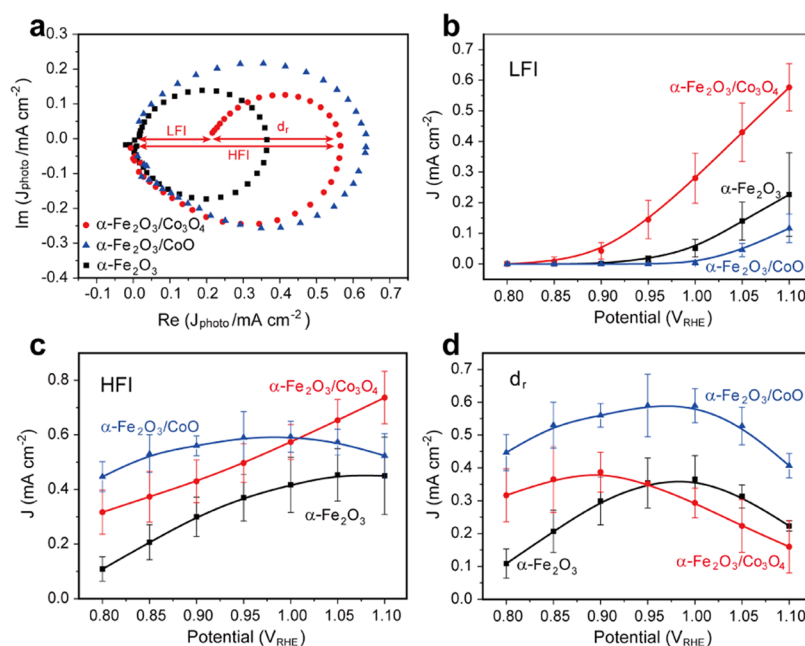 a
Im (Jphoto /mA cm-2)
0.3
0.2
0.1
0.0
-0.1
-0.2
-0.3
LFI
dr
HFI
α-Fe2O3/Co3O4
α-Fe2O3/CoO
α-Fe2O3
-0.1 0.0 0.1 0.2 0.3 0.4 0.5 0.6 0.7
Re (Jphoto /mA cm-2)
b
LFI
J (mA cm-2)
0.7
0.6
0.5
0.4
0.3
0.2
0.1
0.0
α-Fe2O3/Co3O4
α-Fe2O3
α-Fe2O3/CoO
0.80 0.85 0.90 0.95 1.00 1.05 1.10
Potential (VRHE)
c
HFI
J (mA cm-2)
0.8
0.6
0.4
0.2
0.0
α-Fe2O3/Co3O4
α-Fe2O3/CoO
α-Fe2O3
0.80 0.85 0.90 0.95 1.00 1.05 1.10
Potential (VRHE)
d
dr
J (mA cm-2)
0.7
0.6
0.5
0.4
0.3
0.2
0.1
0.0
α-Fe2O3/CoO
α-Fe2O3
α-Fe2O3/Co3O4
0.80 0.85 0.90 0.95 1.00 1.05 1.10
Potential (VRHE)